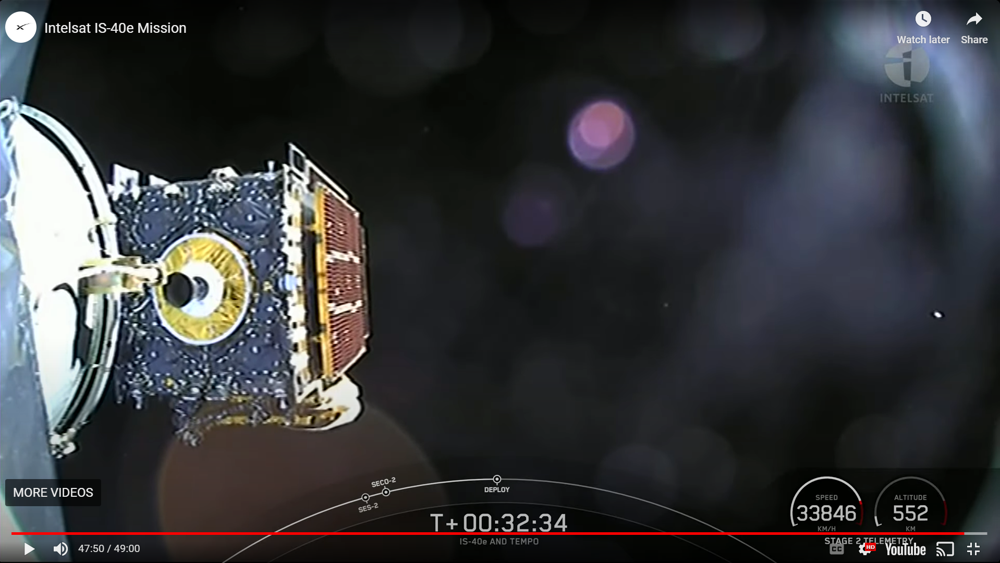 Intelsat IS-40e Mission
Watch later
Share
INTELSAT
MORE VIDEOS
SECO-2
SES-2
DEPLOY
T+00:32:34
IS-40e AND TEMPO
SPEED
33846
KM/H
ALTITUDE
552
KM
STAGE 2 TELEMETRY
47:50 / 49:00
CC
HD
YouTube